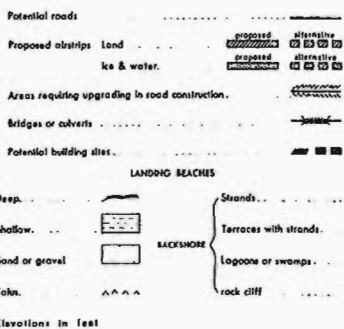 Potential roads
proposed alternative
Proposed airstrips Land
proposed alternative
Ice & water.
Areas requiring upgrading in road construction.
Bridges or culverts
Potential building sites.
LANDING BEACHES
Deep.
Shallow.
Sand or gravel
Talus.
BACKSHORE
Strands.
Terraces with strands.
Lagoons or swamps.
rock cliff
Elevations in feet